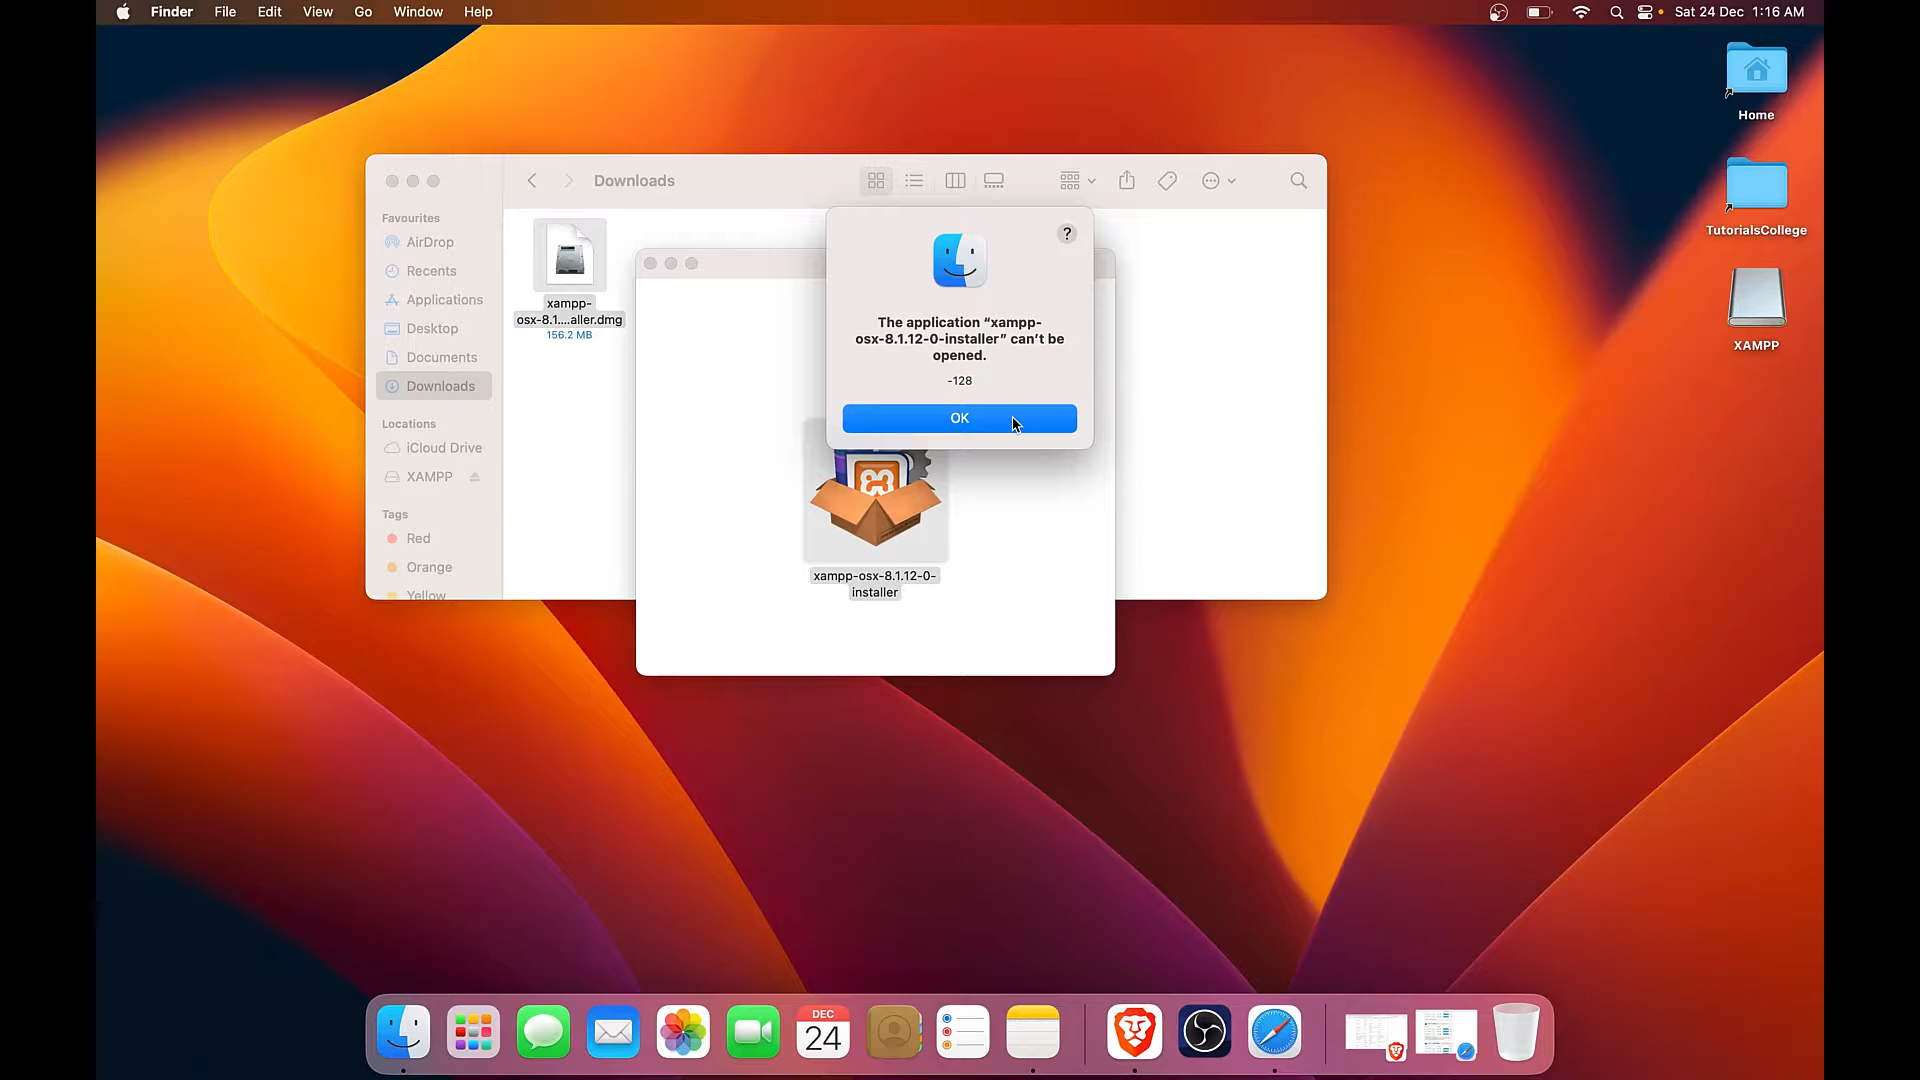 Finder File Edit View Go Window Help
Sat 24 Dec 1:16 AM
Home
TutorialsCollege
XAMPP
Downloads
Favourites
AirDrop
Recents
Applications
Desktop
Documents
Downloads
Locations
iCloud Drive
XAMPP
Tags
Red
Orange
Yellow
xampp-
osx-8.1....aller.dmg
156.2 MB
?
The application “xampp-
osx-8.1.12-0-installer” can’t be
opened.
-128
OK
xampp-osx-8.1.12-0-
installer
DEC
24